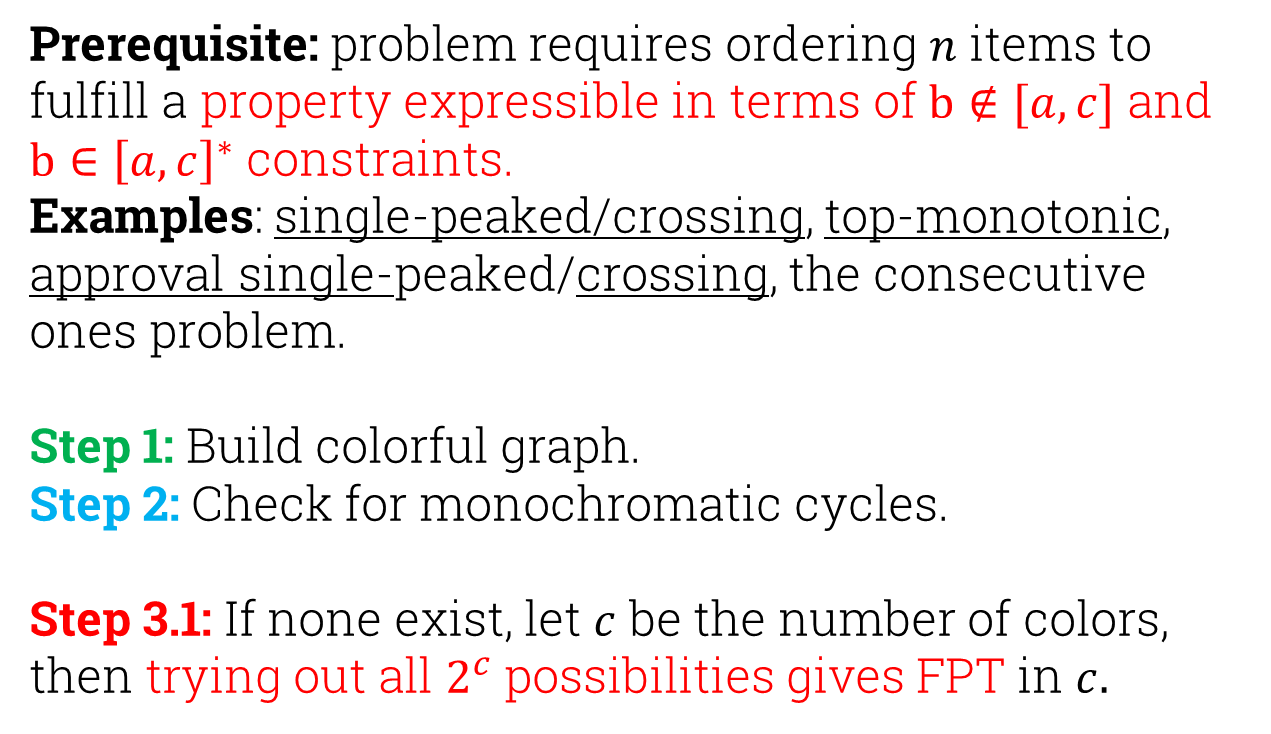 Prerequisite: problem requires ordering n items to
fulfill a property expressible in terms of b ∉ [a, c] and
b ∈ [a, c]* constraints.
Examples: single-peaked/crossing, top-monotonic,
approval single-peaked/crossing, the consecutive
ones problem.
Step 1: Build colorful graph.
Step 2: Check for monochromatic cycles.
Step 3.1: If none exist, let c be the number of colors,
then trying out all 2^c possibilities gives FPT in c.